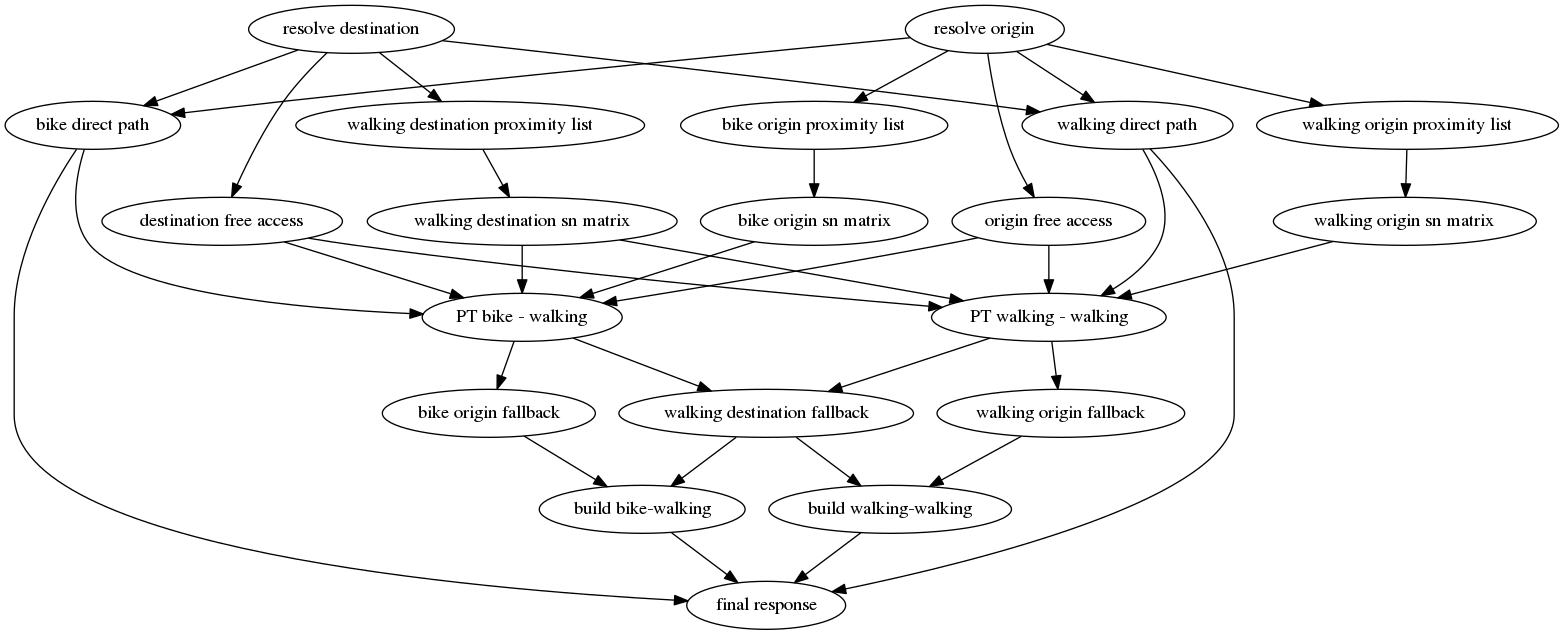 resolve destination
resolve origin
bike direct path
walking destination proximity list
bike origin proximity list
walking direct path
walking origin proximity list
destination free access
walking destination sn matrix
bike origin sn matrix
origin free access
walking origin sn matrix
PT bike - walking
PT walking - walking
bike origin fallback
walking destination fallback
walking origin fallback
build bike-walking
build walking-walking
final response